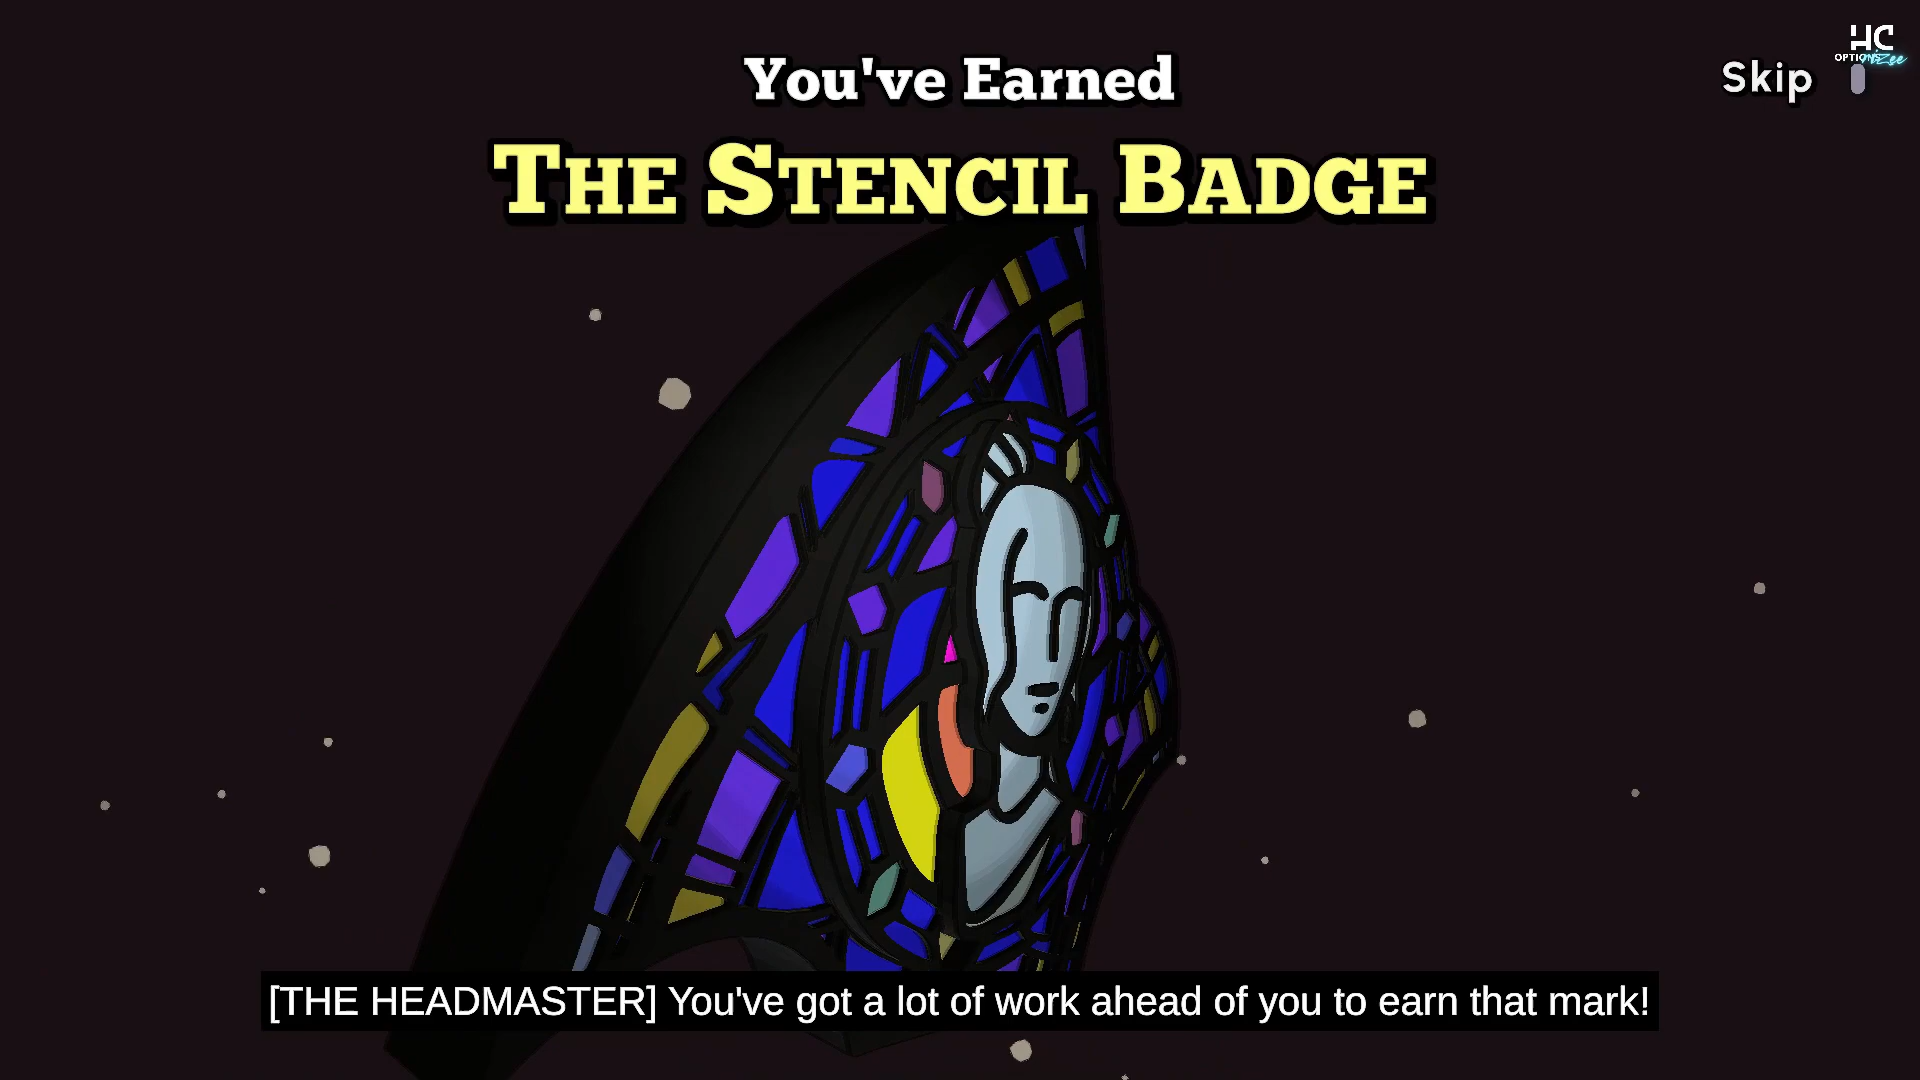 You've Earned
THE STENCIL BADGE
Skip
HC
OPTIONS
[THE HEADMASTER] You've got a lot of work ahead of you to earn that mark!